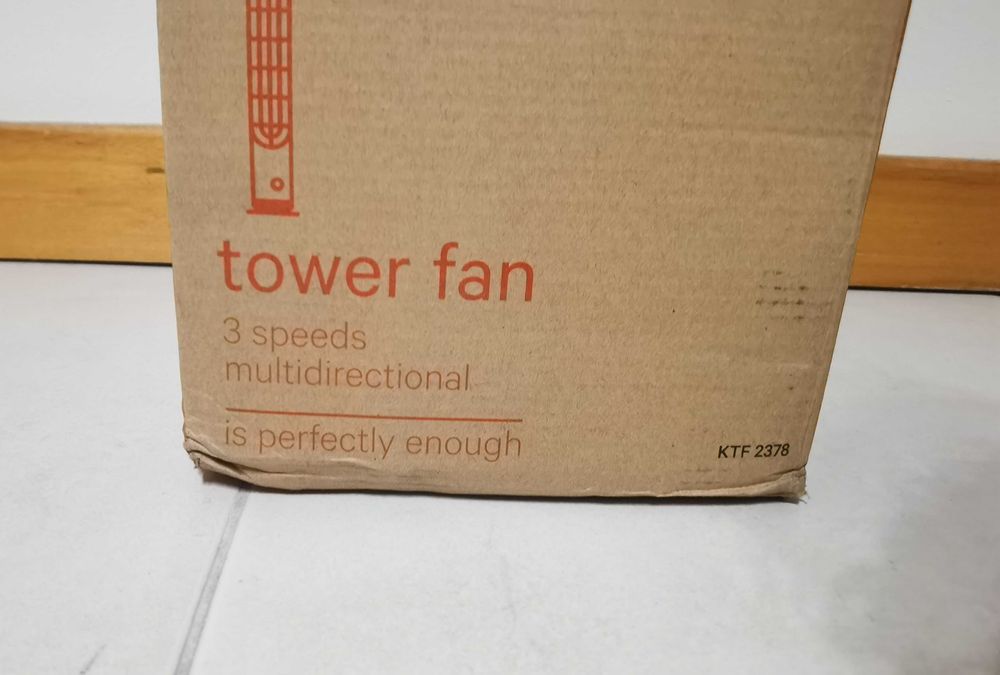 tower fan
3 speeds
multidirectional
is perfectly enough
KTF 2378